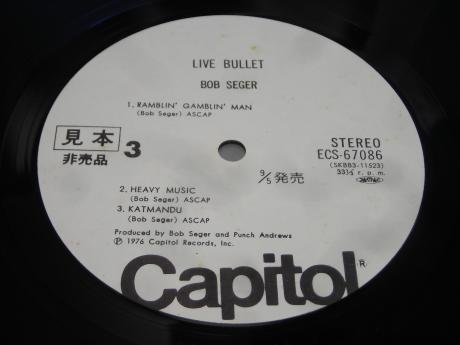 LIVE BULLET
BOB SEGER
1. RAMBLIN' GAMBLIN' MAN
(Bob Seger) ASCAP
見本
非売品
3
STEREO
ECS-67086
(SKBB3-11523)
33⅓ r. p. m.
9/5 発売
2. HEAVY MUSIC
(Bob Seger) ASCAP
3. KATMANDU
(Bob Seger) ASCAP
Produced by Bob Seger and Punch Andrews
℗ 1976 Capitol Records, Inc.
Capitol®